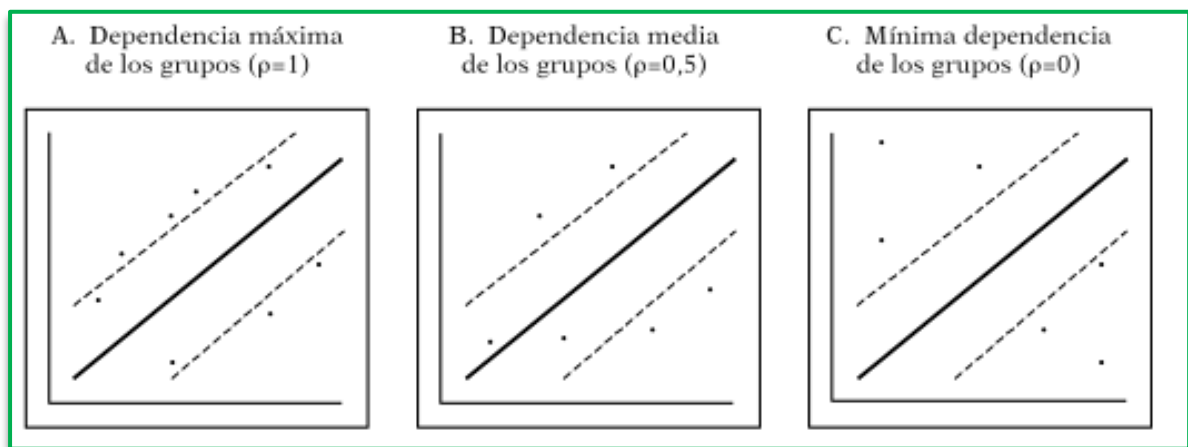 A. Dependencia máxima
de los grupos (ρ=1)
B. Dependencia media
de los grupos (ρ=0,5)
C. Mínima dependencia
de los grupos (ρ=0)